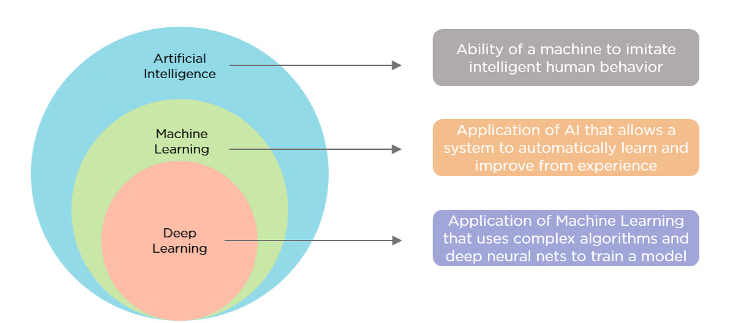 Artificial
Intelligence
Ability of a machine to imitate
intelligent human behavior
Machine
Learning
Application of AI that allows a
system to automatically learn and
improve from experience
Deep
Learning
Application of Machine Learning
that uses complex algorithms and
deep neural nets to train a model